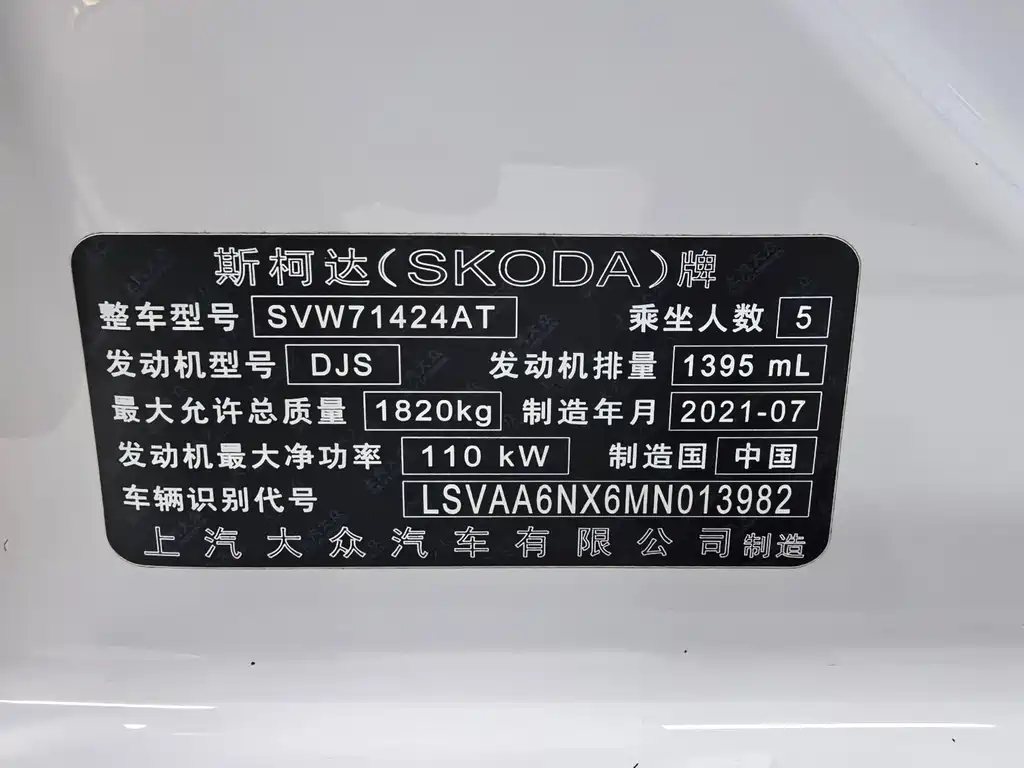 斯柯达(SKODA)牌
整车型号 SVW71424AT 乘坐人数 5
发动机型号 DJS 发动机排量 1395 mL
最大允许总质量 1820kg 制造年月 2021-07
发动机最大净功率 110 kW 制造国 中国
车辆识别代号 LSVAA6NX6MN013982
上汽大众汽车有限公司制造